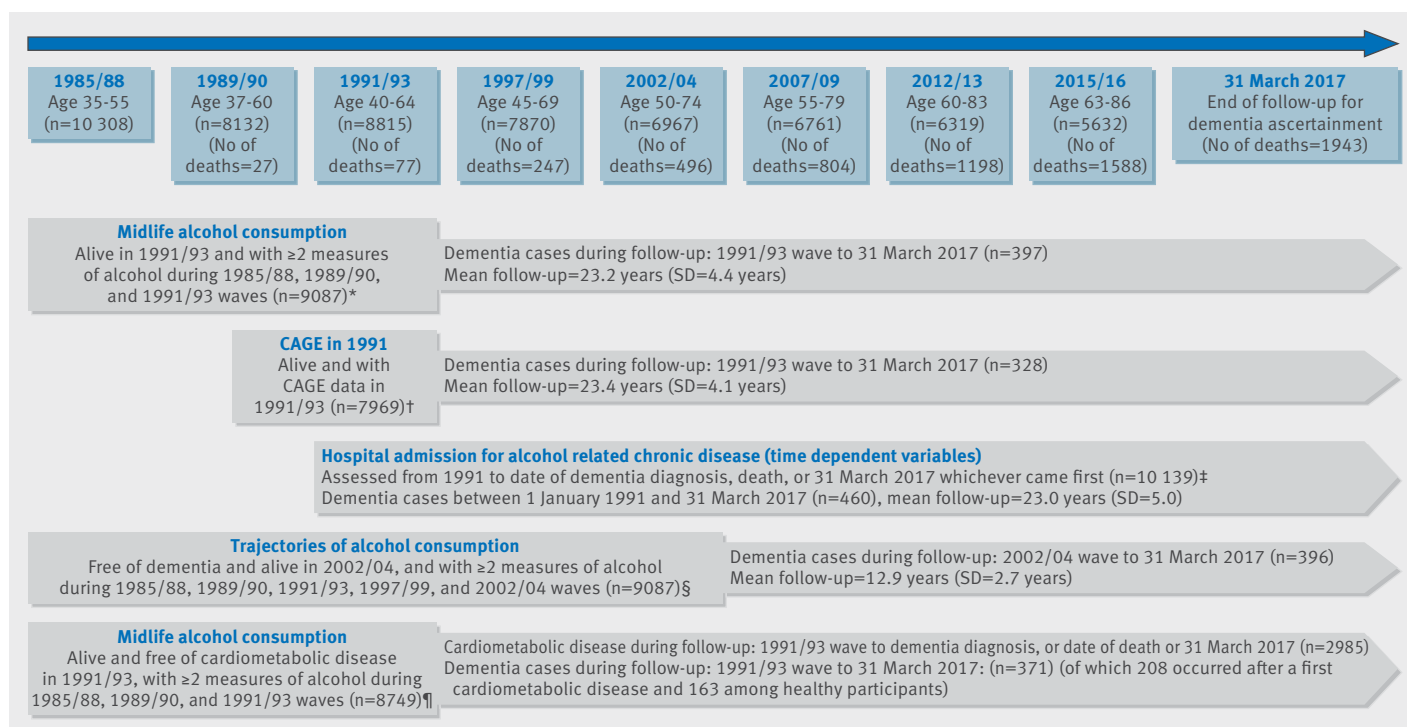 1985/88
Age 35-55
(n=10 308)
1989/90
Age 37-60
(n=8132)
(No of
deaths=27)
1991/93
Age 40-64
(n=8815)
(No of
deaths=77)
1997/99
Age 45-69
(n=7870)
(No of
deaths=247)
2002/04
Age 50-74
(n=6967)
(No of
deaths=496)
2007/09
Age 55-79
(n=6761)
(No of
deaths=804)
2012/13
Age 60-83
(n=6319)
(No of
deaths=1198)
2015/16
Age 63-86
(n=5632)
(No of
deaths=1588)
31 March 2017
End of follow-up for
dementia ascertainment
(No of deaths=1943)
Midlife alcohol consumption
Alive in 1991/93 and with ≥2 measures
of alcohol during 1985/88, 1989/90,
and 1991/93 waves (n=9087)*
Dementia cases during follow-up: 1991/93 wave to 31 March 2017 (n=397)
Mean follow-up=23.2 years (SD=4.4 years)
CAGE in 1991
Alive and with
CAGE data in
1991/93 (n=7969)†
Dementia cases during follow-up: 1991/93 wave to 31 March 2017 (n=328)
Mean follow-up=23.4 years (SD=4.1 years)
Hospital admission for alcohol related chronic disease (time dependent variables)
Assessed from 1991 to date of dementia diagnosis, death, or 31 March 2017 whichever came first (n=10 139)‡
Dementia cases between 1 January 1991 and 31 March 2017 (n=460), mean follow-up=23.0 years (SD=5.0)
Trajectories of alcohol consumption
Free of dementia and alive in 2002/04, and with ≥2 measures of alcohol
during 1985/88, 1989/90, 1991/93, 1997/99, and 2002/04 waves (n=9087)§
Dementia cases during follow-up: 2002/04 wave to 31 March 2017 (n=396)
Mean follow-up=12.9 years (SD=2.7 years)
Midlife alcohol consumption
Alive and free of cardiometabolic disease
in 1991/93, with ≥2 measures of alcohol during
1985/88, 1989/90, and 1991/93 waves (n=8749)¶
Cardiometabolic disease during follow-up: 1991/93 wave to dementia diagnosis, or date of death or 31 March 2017 (n=2985)
Dementia cases during follow-up: 1991/93 wave to 31 March 2017: (n=371) (of which 208 occurred after a first
cardiometabolic disease and 163 among healthy participants)